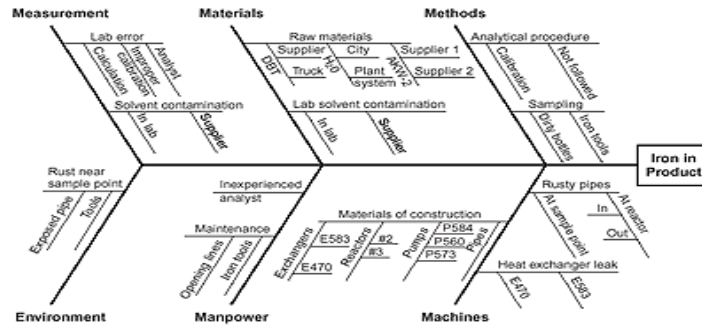 Measurement
Materials
Methods
Lab error
Calculation
Improper
calibration
Analyst
Solvent contamination
In lab
Supplier
Raw materials
DBT
Supplier
Truck
H₂0
City
Plant
system
AKW-2
Supplier 1
Supplier 2
Lab solvent contamination
In lab
Supplier
Analytical procedure
Calibration
Not followed
Sampling
Dirty bottles
Iron tools
Iron in
Product
Rust near
sample point
Exposed pipe
Tools
Inexperienced
analyst
Maintenance
Opening lines
Iron tools
Materials of construction
Exchangers
E583
E470
Reactors
#2
#3
Pumps
P584
P560
P573
Pipes
Rusty pipes
At sample point
At reactor
In
Out
Heat exchanger leak
E470
E583
Environment
Manpower
Machines